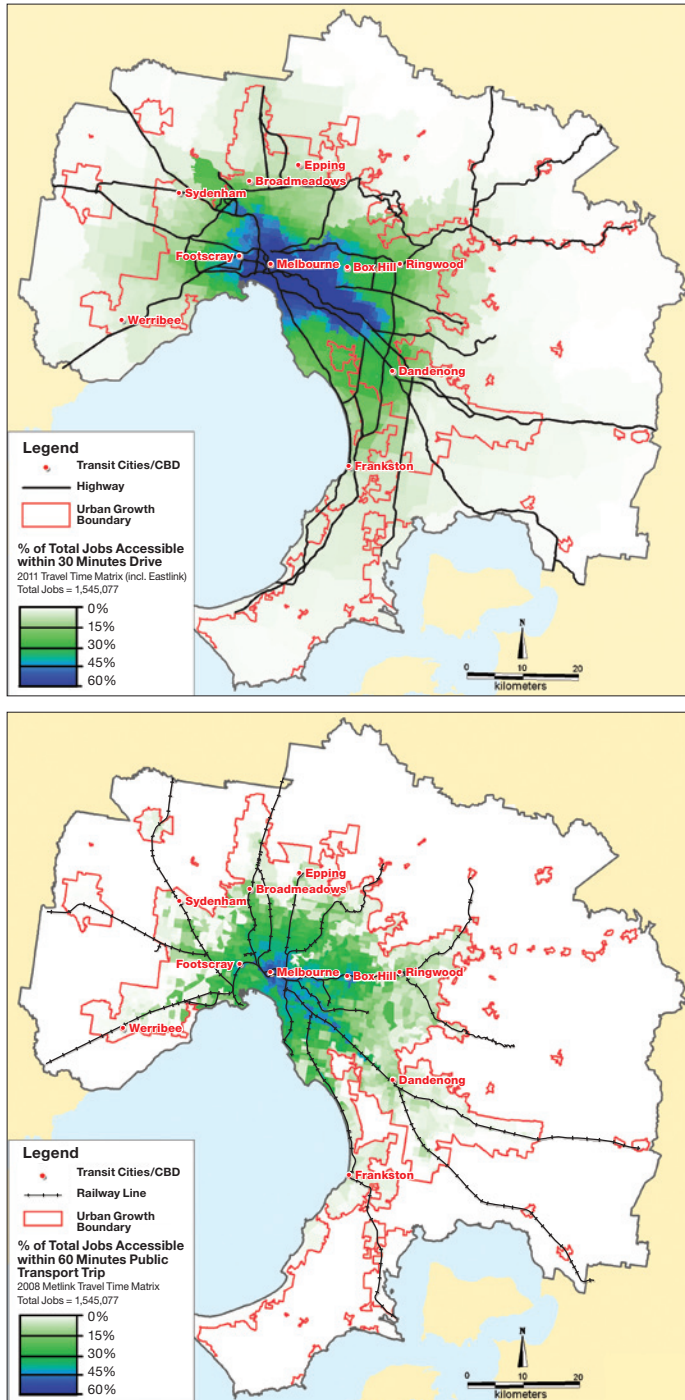 Epping
Broadmeadows
Sydenham
Footscray
Melbourne
Box Hill
Ringwood
Werribee
Dandenong
Frankston
Legend
Transit Cities/CBD
Highway
Urban Growth
Boundary
% of Total Jobs Accessible
within 30 Minutes Drive
2011 Travel Time Matrix (incl. Eastlink)
Total Jobs = 1,545,077
0%
15%
30%
45%
60%
N
0 10 20
kilometers
Epping
Broadmeadows
Sydenham
Footscray
Melbourne
Box Hill
Ringwood
Werribee
Dandenong
Frankston
Legend
Transit Cities/CBD
Railway Line
Urban Growth
Boundary
% of Total Jobs Accessible
within 60 Minutes Public
Transport Trip
2008 Metlink Travel Time Matrix
Total Jobs = 1,545,077
0%
15%
30%
45%
60%
N
0 10 20
kilometers